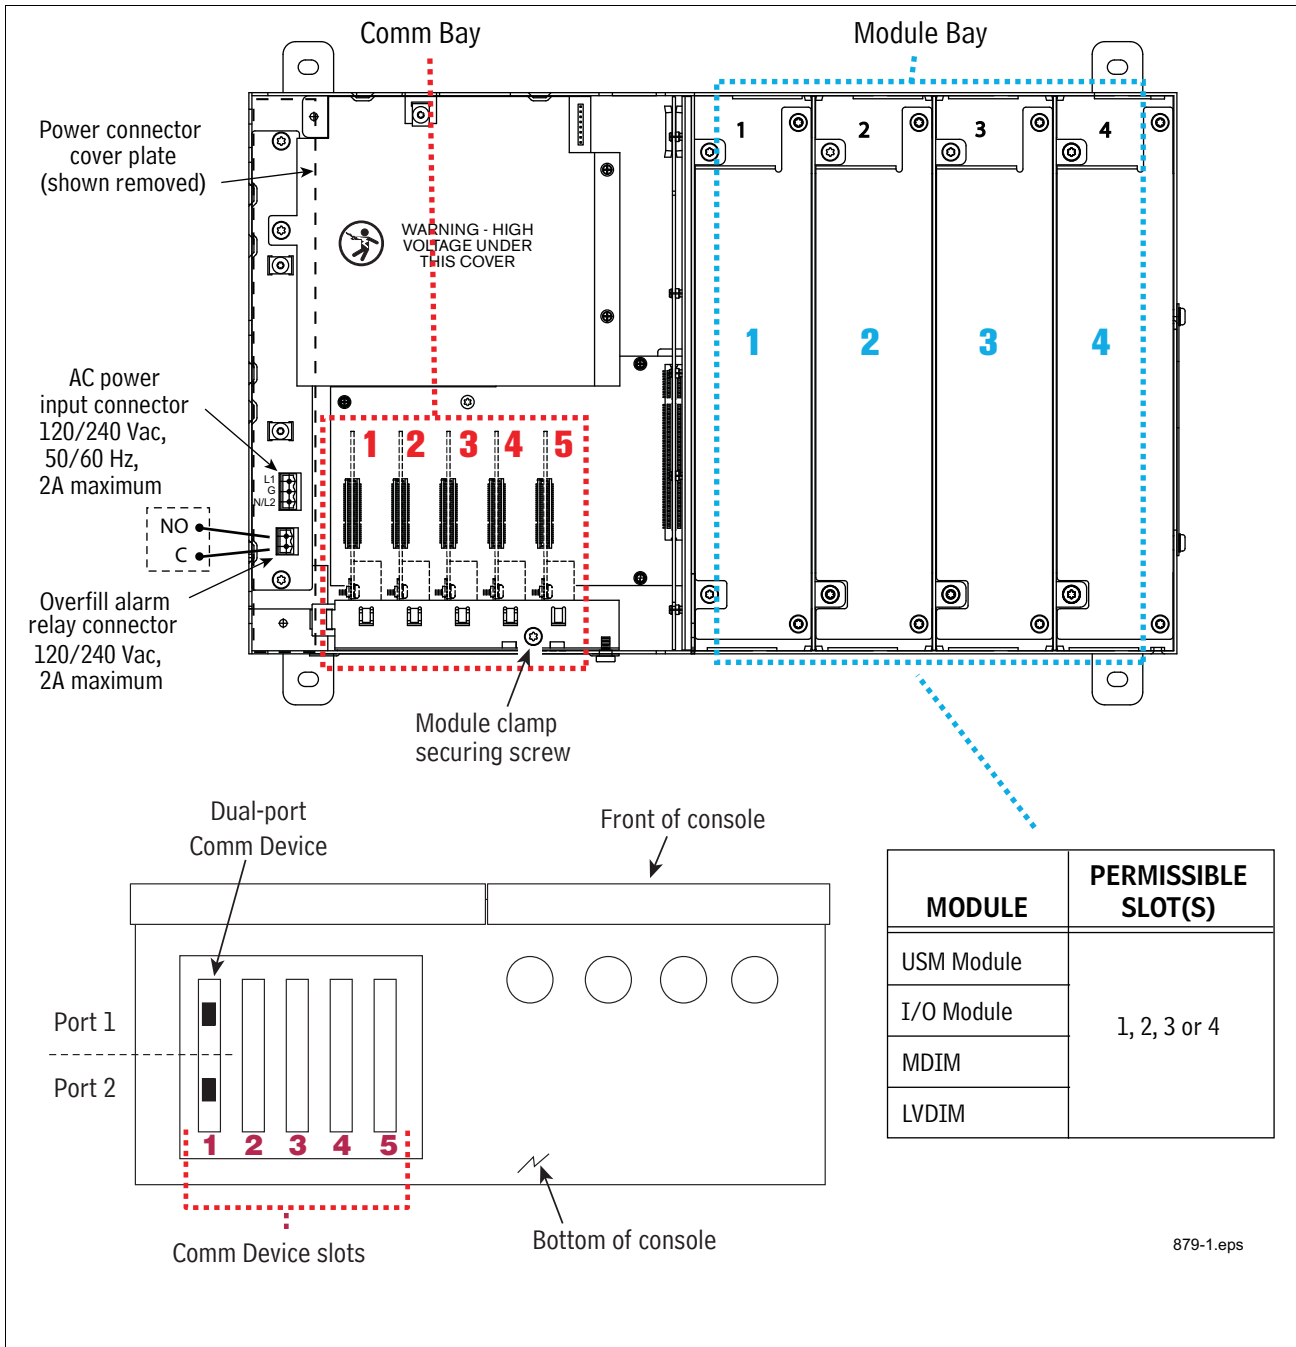 Comm Bay
Module Bay
Power connector
cover plate
(shown removed)
1
2
3
4
WARNING - HIGH
VOLTAGE UNDER
THIS COVER
1
2
3
4
AC power
input connector
120/240 Vac,
50/60 Hz,
2A maximum
1
2
3
4
5
L1
G
N/L2
NO
C
Overfill alarm
relay connector
120/240 Vac,
2A maximum
Module clamp
securing screw
Dual-port
Comm Device
Front of console
Port 1
Port 2
1
2
3
4
5
Comm Device slots
Bottom of console
MODULE
PERMISSIBLE
SLOT(S)
USM Module
I/O Module
MDIM
LVDIM
1, 2, 3 or 4
879-1.eps